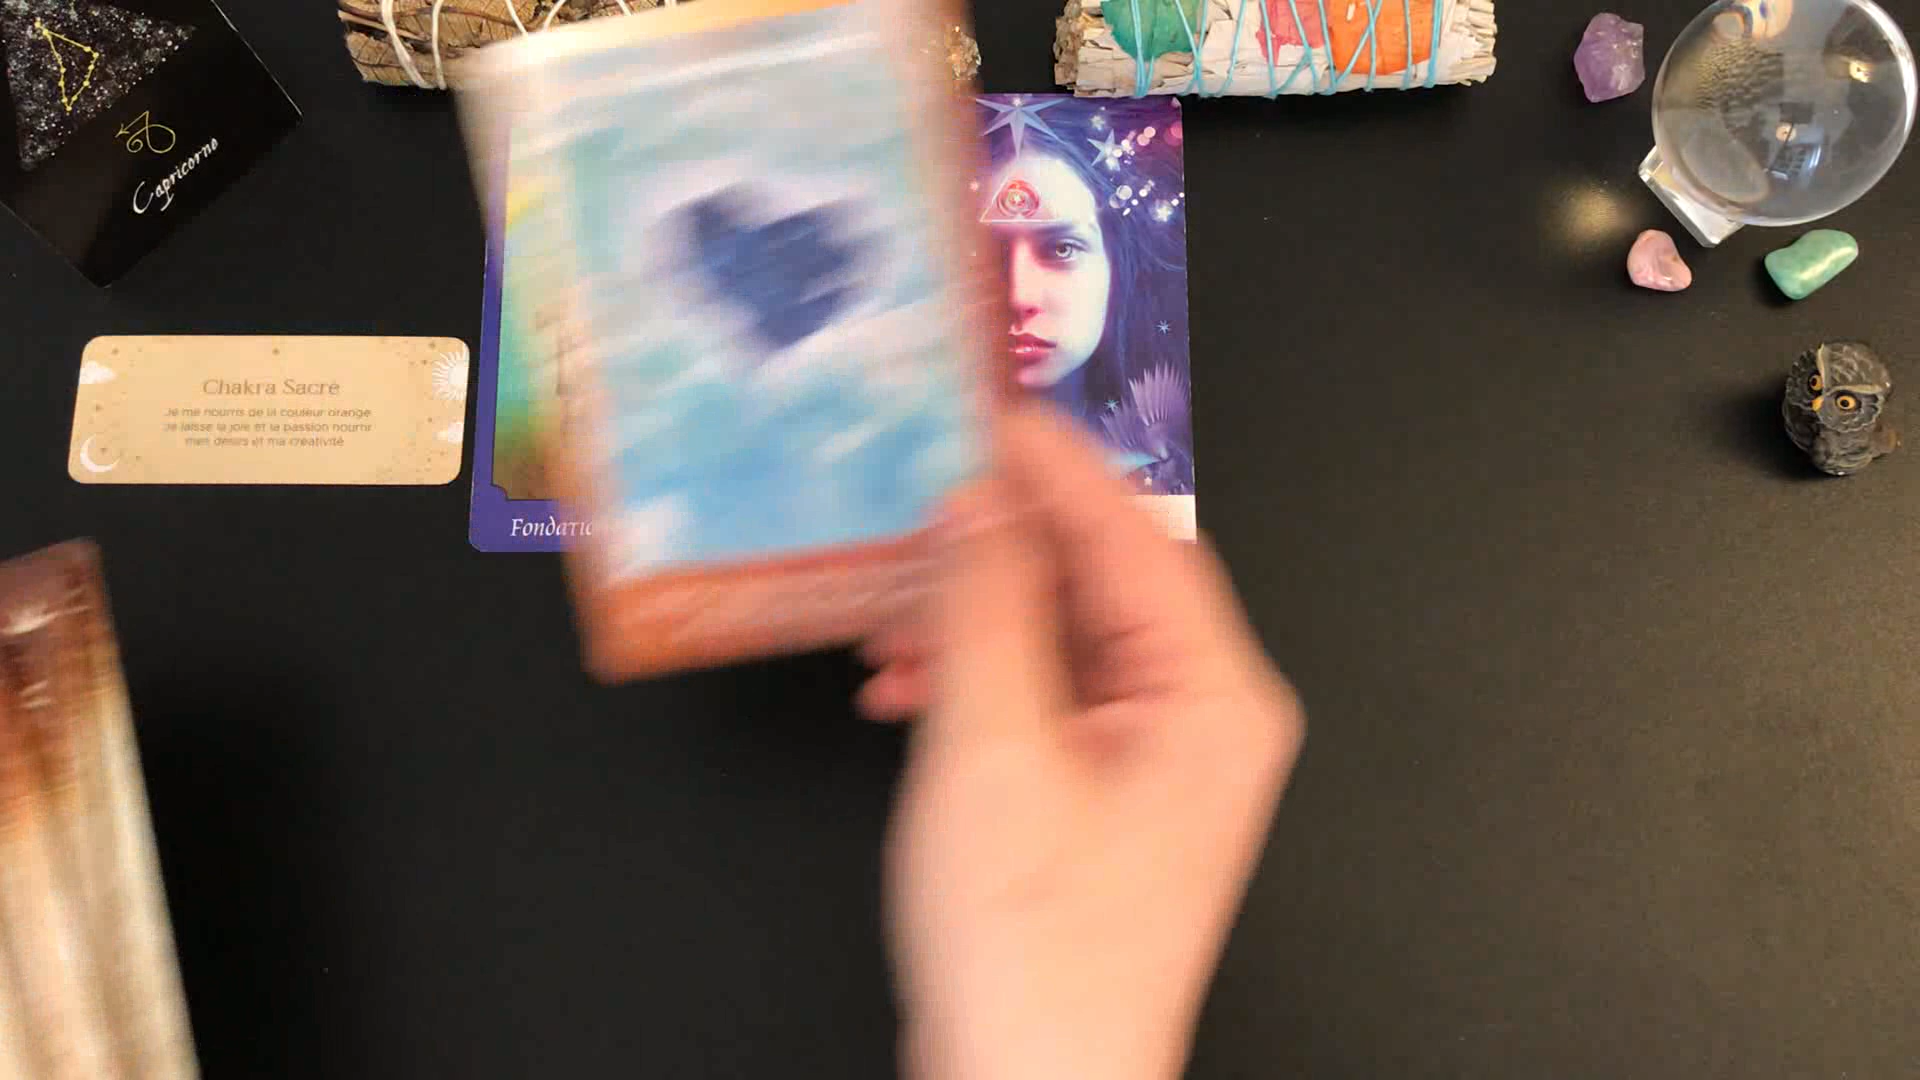 Capricorno
Chakra Sacré
Je me nourris de la couleur orange
Je laisse la joie et la passion nourrir
mes désirs et ma créativité